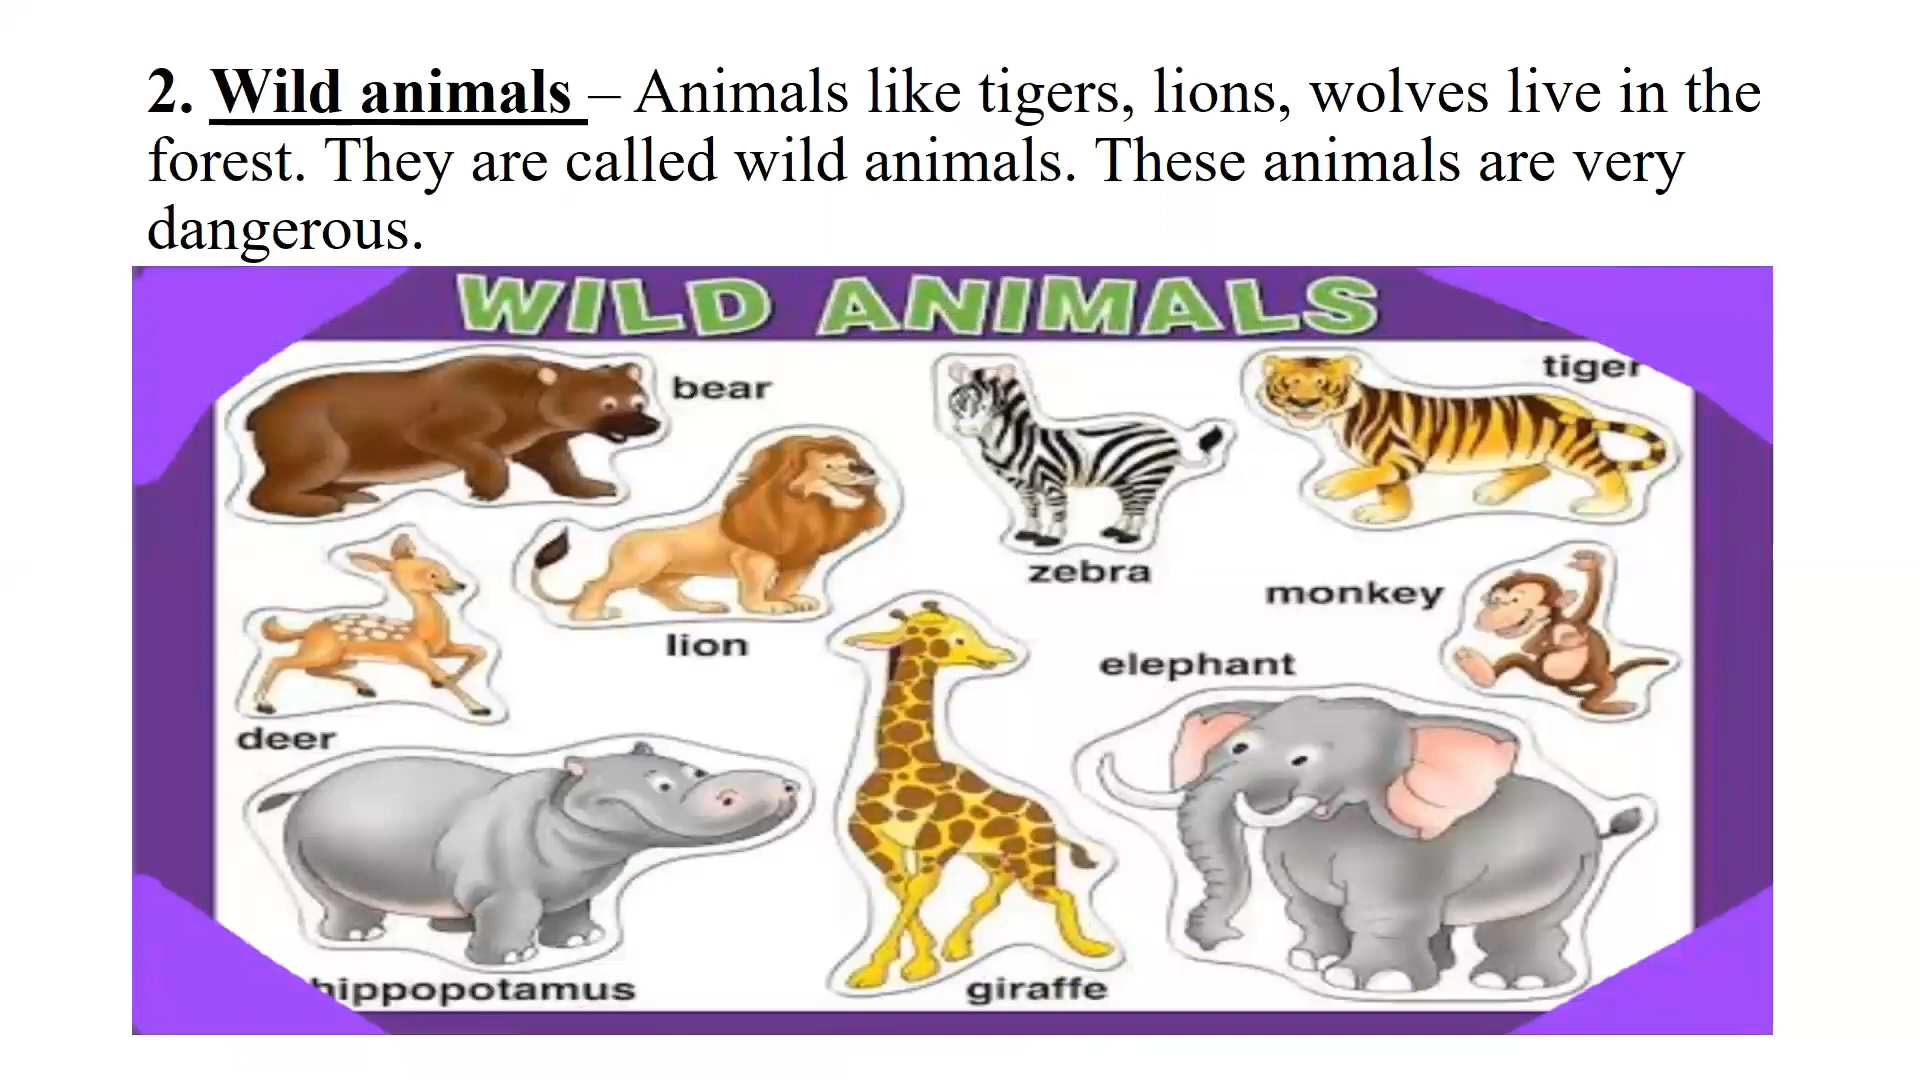 2. Wild animals – Animals like tigers, lions, wolves live in the
forest. They are called wild animals. These animals are very
dangerous.
WILD ANIMALS
bear
tiger
zebra
monkey
lion
elephant
deer
hippopotamus
giraffe